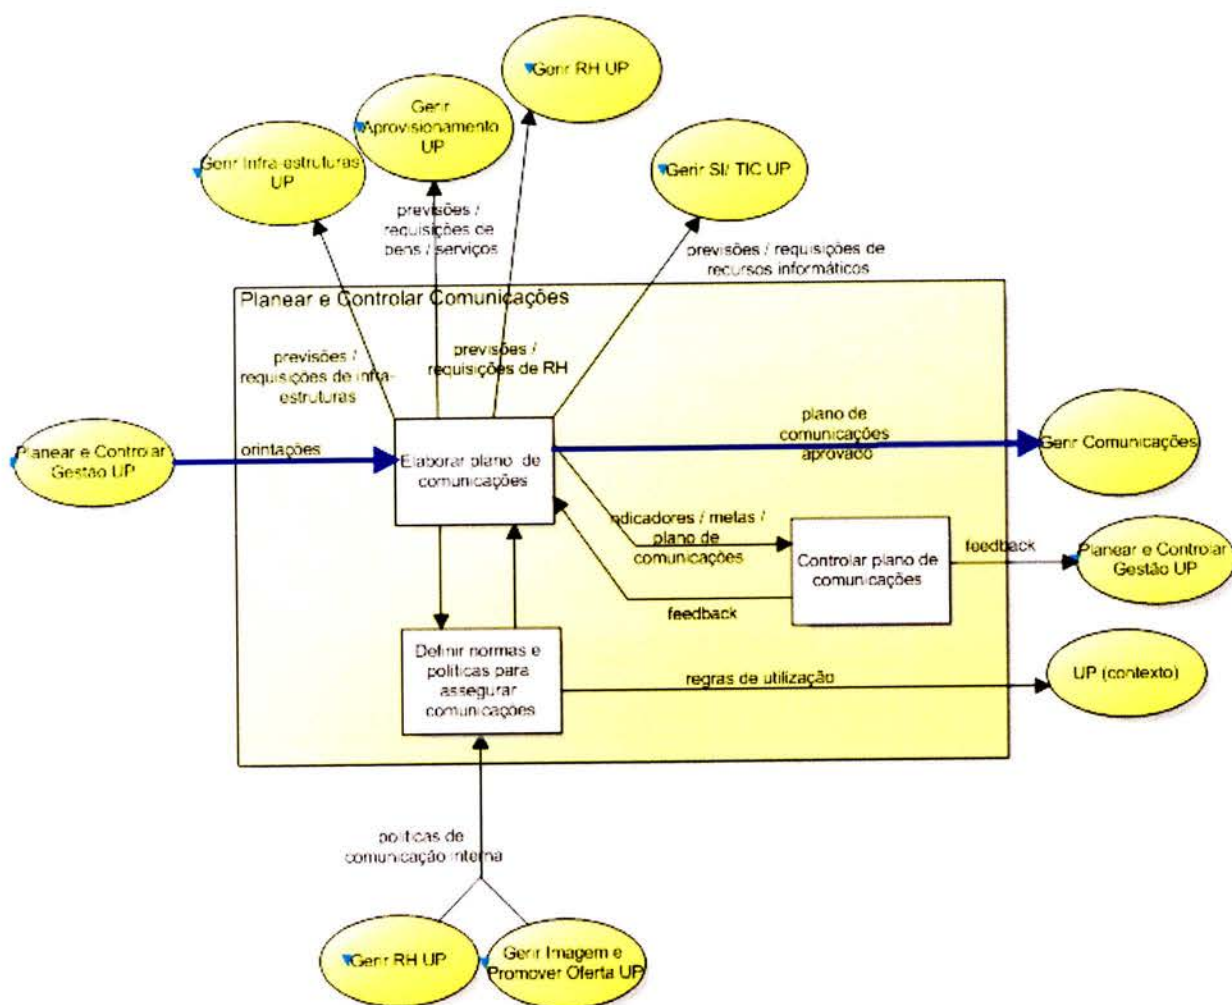 Gerir RH UP
Gerir
Aprovisionamento
UP
Gerir Infra-estruturas
UP
Gerir SI/ TIC UP
previsões /
requisições de
bens / serviços
previsões / requisições de
recursos informáticos
Planear e Controlar Comunicações
previsões /
requisições de infra-
estruturas
previsões /
requisições de RH
Planear e Controlar
Gestão UP
orintações
Elaborar plano de
comunicações
plano de
comunicações
aprovado
Gerir Comunicações
indicadores / metas /
plano de
comunicações
Controlar plano de
comunicações
feedback
Planear e Controlar
Gestão UP
feedback
Definir normas e
políticas para
assegurar
comunicações
regras de utilização
UP (contexto)
políticas de
comunicação interna
Gerir RH UP
Gerir Imagem e
Promover Oferta UP